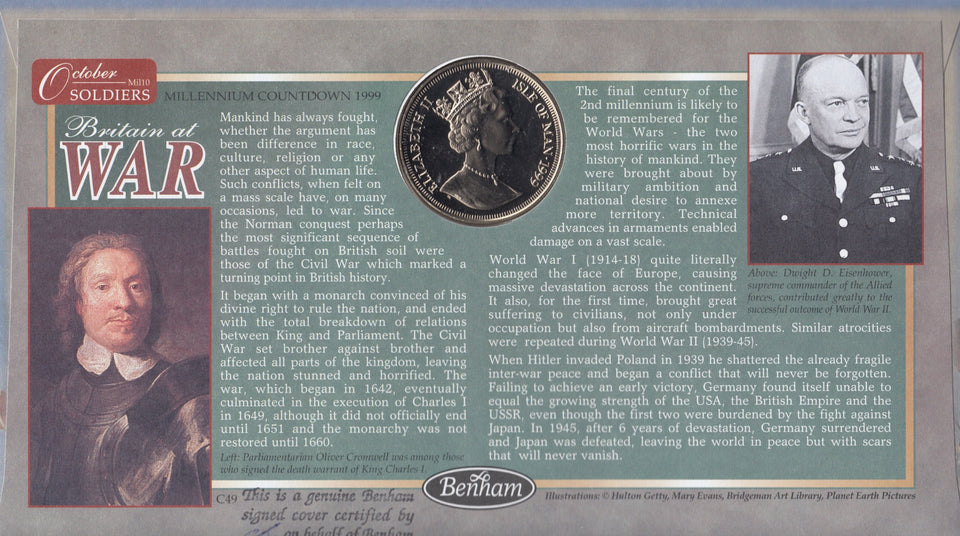 October
Mil10
SOLDIERS
MILLENNIUM COUNTDOWN 1999
Britain at
WAR
Mankind has always fought,
whether the argument has
been difference in race,
culture, religion or any
other aspect of human life.
Such conflicts, when felt on
a mass scale have, on many
occasions, led to war. Since
the Norman conquest perhaps
the most significant sequence of
battles fought on British soil were
those of the Civil War which marked a
turning point in British history.
It began with a monarch convinced of his
divine right to rule the nation, and ended
with the total breakdown of relations
between King and Parliament. The Civil
War set brother against brother and
affected all parts of the kingdom, leaving
the nation stunned and horrified. The
war, which began in 1642, eventually
culminated in the execution of Charles I
in 1649, although it did not officially end
until 1651 and the monarchy was not
restored until 1660.
Left: Parliamentarian Oliver Cromwell was among those
who signed the death warrant of King Charles I.
ELIZABETH II
ISLE OF MAN · 1999
The final century of the
2nd millennium is likely to
be remembered for the
World Wars - the two
most horrific wars in the
history of mankind. They
were brought about by
military ambition and
national desire to annexe
more territory. Technical
advances in armaments enabled
damage on a vast scale.
World War I (1914-18) quite literally
changed the face of Europe, causing
massive devastation across the continent.
It also, for the first time, brought great
suffering to civilians, not only under
occupation but also from aircraft bombardments. Similar atrocities
were repeated during World War II (1939-45).
When Hitler invaded Poland in 1939 he shattered the already fragile
inter-war peace and began a conflict that will never be forgotten.
Failing to achieve an early victory, Germany found itself unable to
equal the growing strength of the USA, the British Empire and the
USSR, even though the first two were burdened by the fight against
Japan. In 1945, after 6 years of devastation, Germany surrendered
and Japan was defeated, leaving the world in peace but with scars
that will never vanish.
U.S.
U.S.
Above: Dwight D. Eisenhower,
supreme commander of the Allied
forces, contributed greatly to the
successful outcome of World War II.
C49
This is a genuine Benham
signed cover certified by
on behalf of Benham
Benham
Illustrations: © Hulton Getty, Mary Evans, Bridgeman Art Library, Planet Earth Pictures